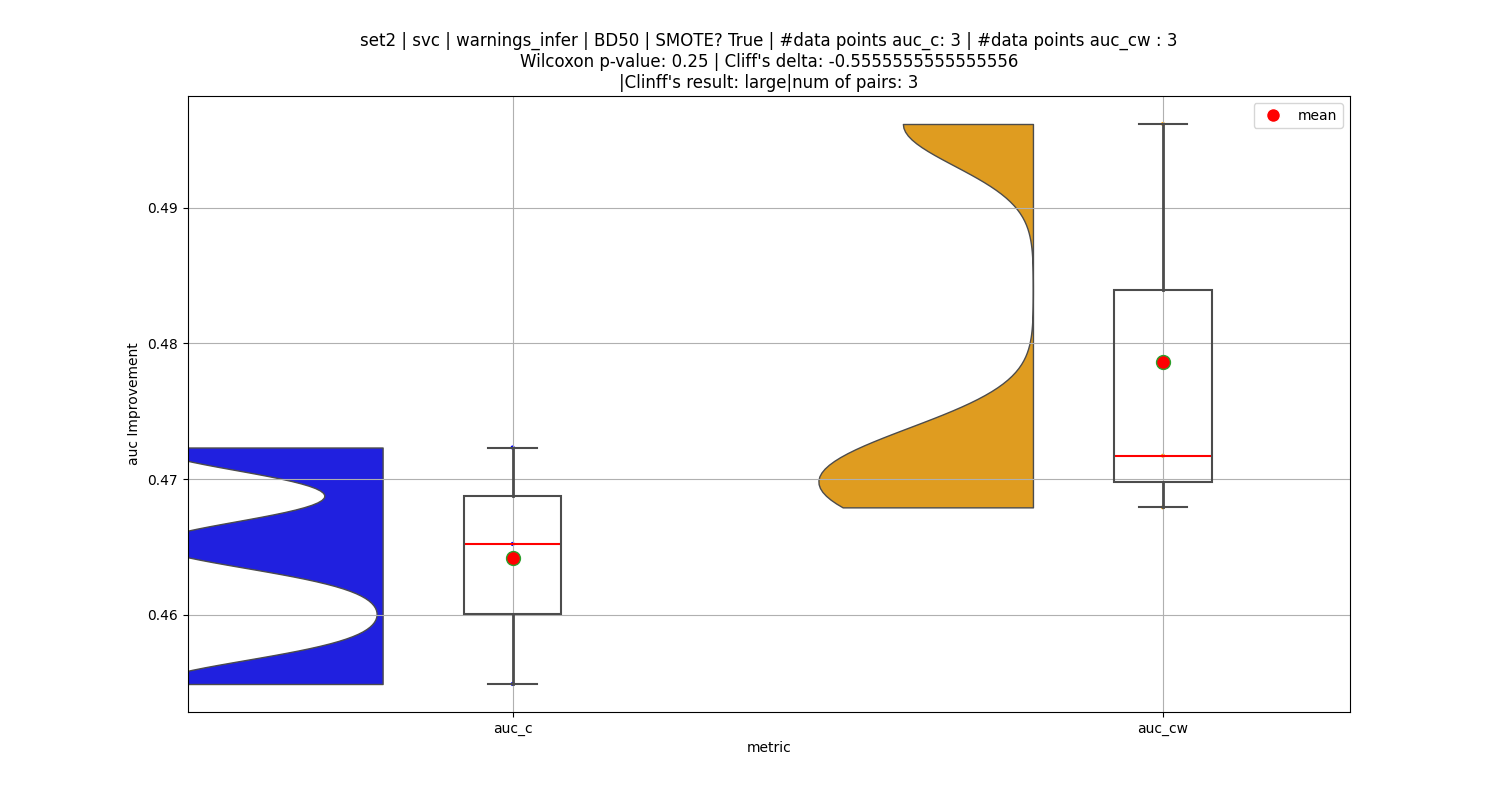 set2 | svc | warnings_infer | BD50 | SMOTE? True | #data points auc_c: 3 | #data points auc_cw : 3
Wilcoxon p-value: 0.25 | Cliff's delta: -0.5555555555555556
|Clinff's result: large|num of pairs: 3
mean
0.49
0.48
0.47
0.46
auc Improvement
auc_c
auc_cw
metric